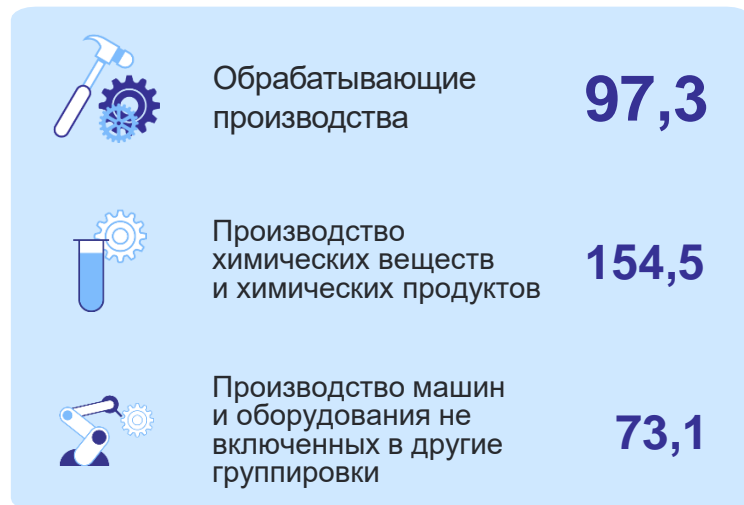 Обрабатывающие
производства
97,3
Производство
химических веществ
и химических продуктов
154,5
Производство машин
и оборудования не
включенных в другие
группировки
73,1